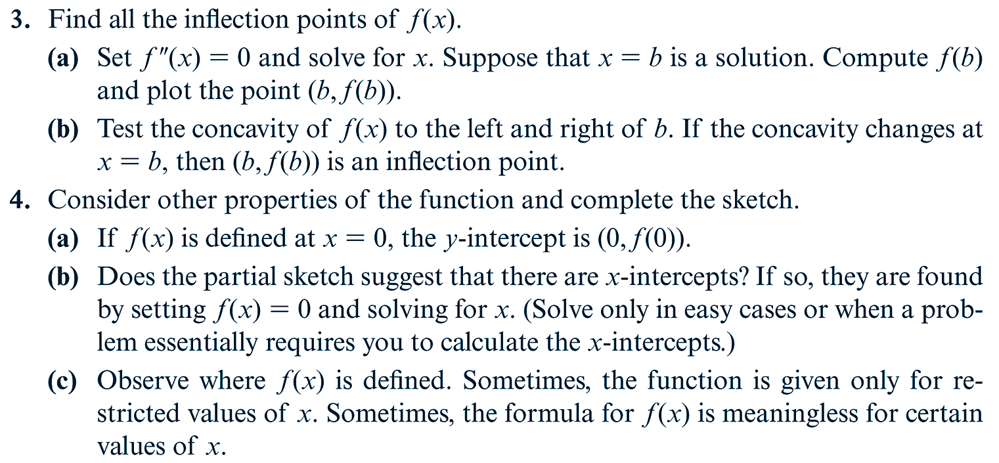 3. Find all the inflection points of f(x).
(a) Set f″(x) = 0 and solve for x. Suppose that x = b is a solution. Compute f(b)
and plot the point (b, f(b)).
(b) Test the concavity of f(x) to the left and right of b. If the concavity changes at
x = b, then (b, f(b)) is an inflection point.
4. Consider other properties of the function and complete the sketch.
(a) If f(x) is defined at x = 0, the y-intercept is (0, f(0)).
(b) Does the partial sketch suggest that there are x-intercepts? If so, they are found
by setting f(x) = 0 and solving for x. (Solve only in easy cases or when a prob-
lem essentially requires you to calculate the x-intercepts.)
(c) Observe where f(x) is defined. Sometimes, the function is given only for re-
stricted values of x. Sometimes, the formula for f(x) is meaningless for certain
values of x.